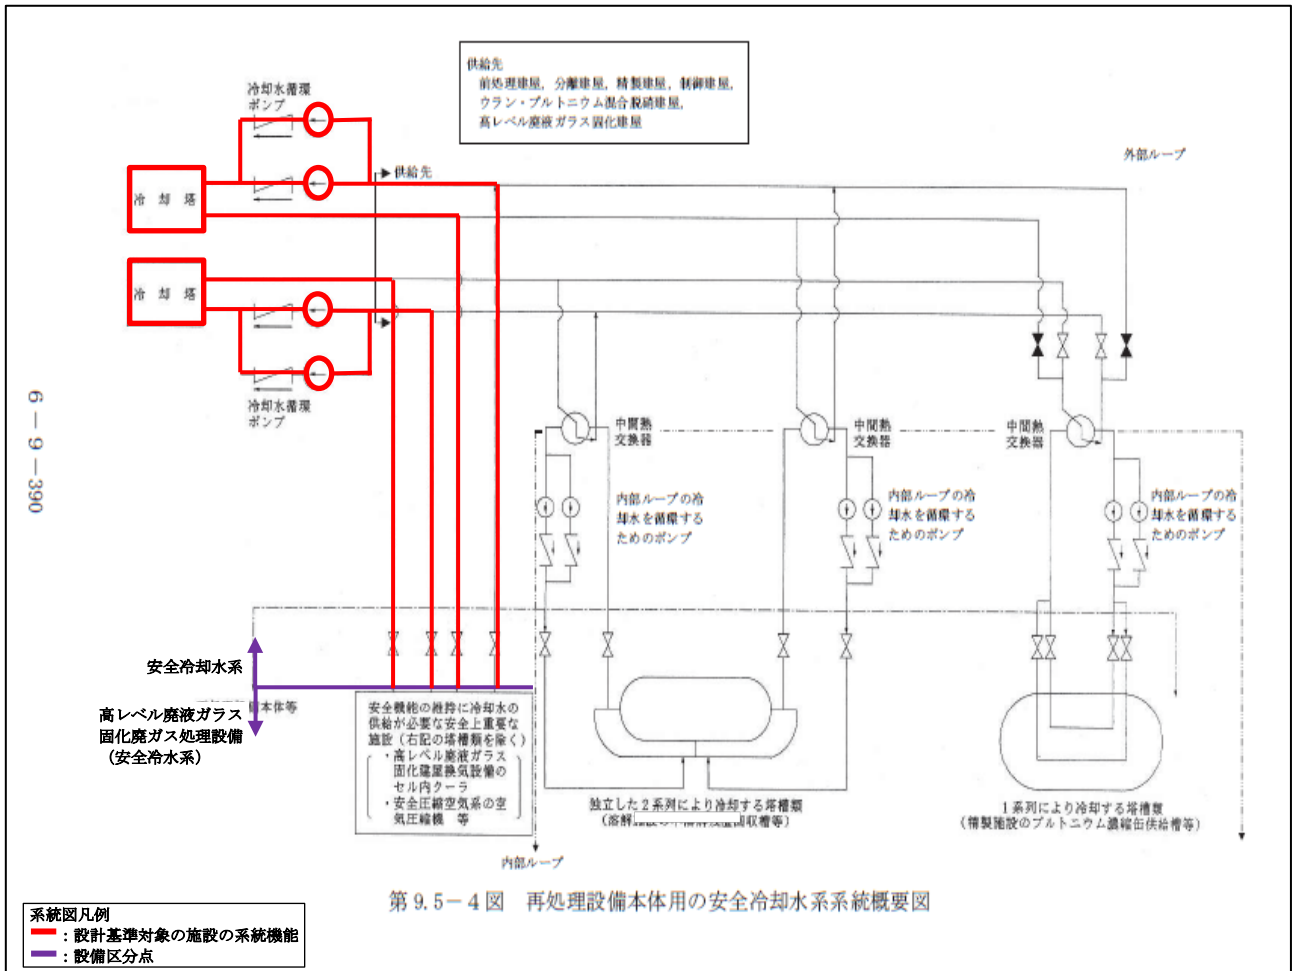 供給先
前処理建屋，分離建屋，精製建屋，制御建屋，
ウラン・プルトニウム混合脱硝建屋，
高レベル廃液ガラス固化建屋
冷却水循環
ポンプ
外部ループ
供給先
冷却塔
冷却塔
冷却水循環
ポンプ
6－9－390
中間熱
交換器
中間熱
交換器
中間熱
交換器
内部ループの冷
却水を循環する
ためのポンプ
内部ループの冷
却水を循環する
ためのポンプ
内部ループの冷
却水を循環する
ためのポンプ
安全冷却水系
本体等
高レベル廃液ガラス
固化廃ガス処理設備
（安全冷水系）
安全機能の維持に冷却水の
供給が必要な安全上重要な
施設（右記の塔槽類を除く）
・高レベル廃液ガラス
固化建屋換気設備の
セル内クーラ
・安全圧縮空気系の空
気圧縮機　等
独立した2系列により冷却する塔槽類
（溶解 回収槽等）
1系列により冷却する塔槽類
（精製施設のプルトニウム濃縮缶供給槽等）
内部ループ
第9.5－4図　再処理設備本体用の安全冷却水系系統概要図
系統図凡例
：設計基準対象の施設の系統機能
：設備区分点